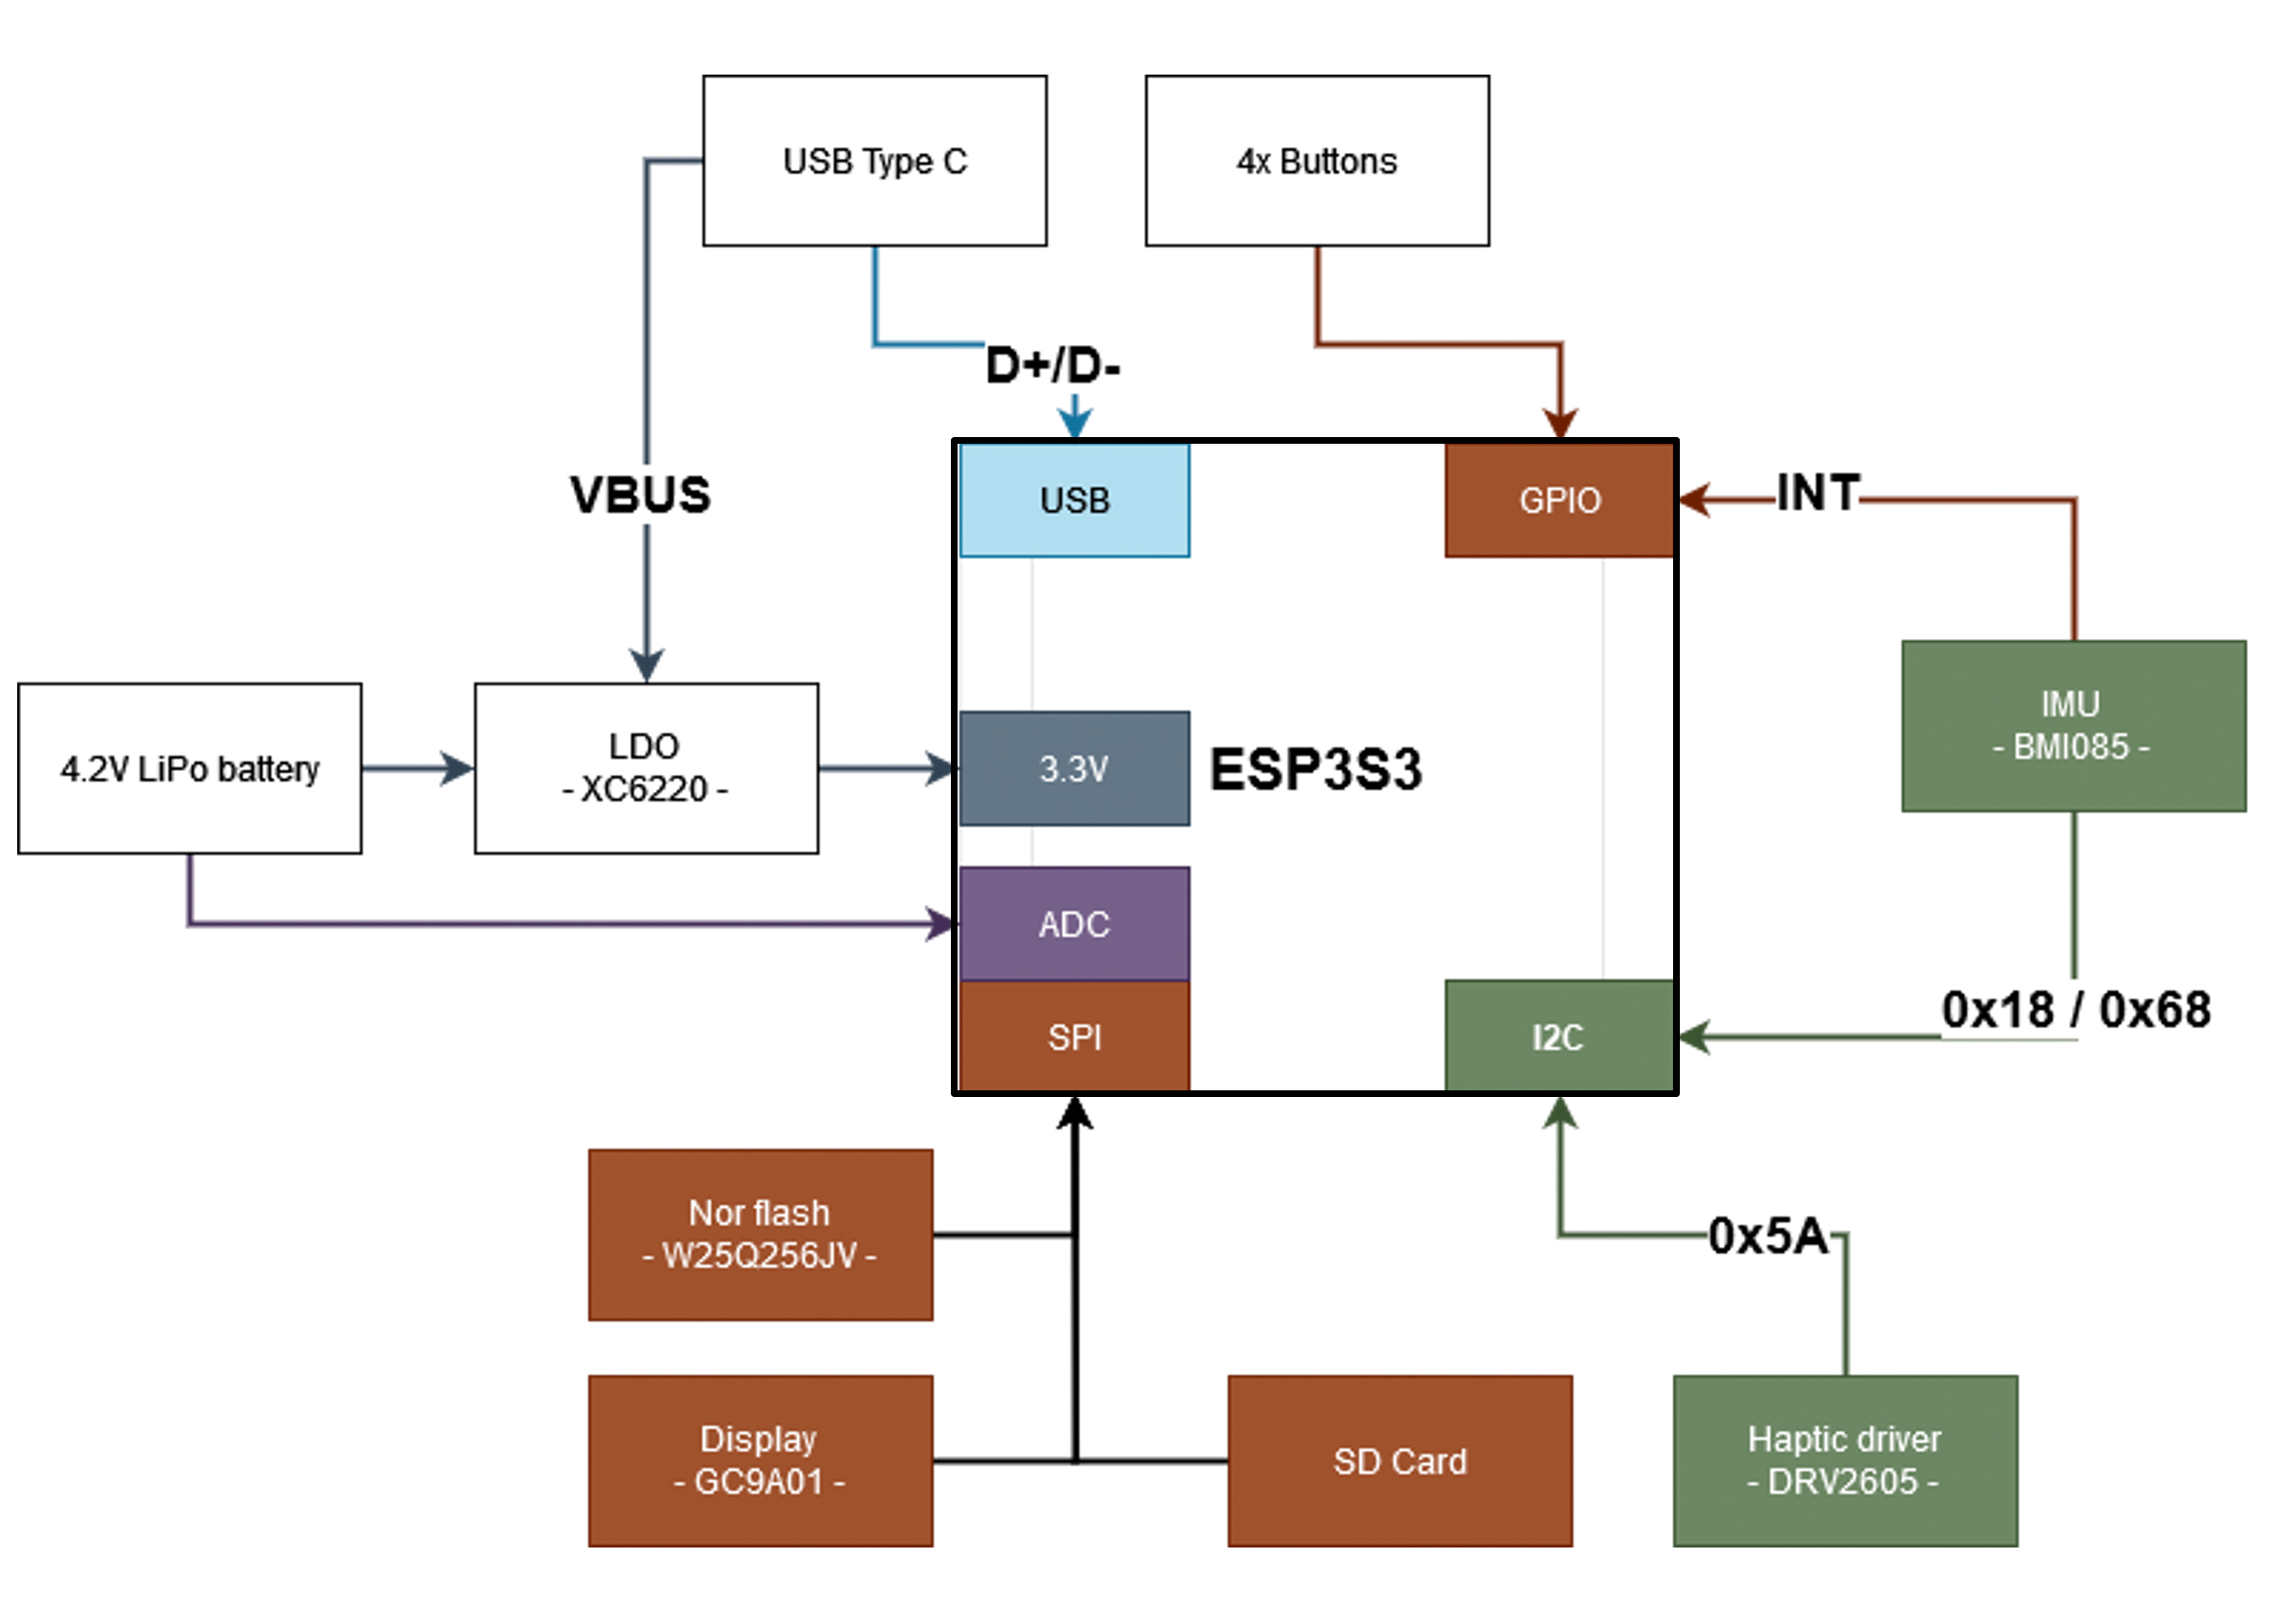 USB Type C
4x Buttons
D+/D-
VBUS
USB
GPIO
INT
4.2V LiPo battery
LDO
- XC6220 -
3.3V
ESP3S3
IMU
- BMI085 -
ADC
SPI
I2C
0x18 / 0x68
Nor flash
- W25Q256JV -
0x5A
Display
- GC9A01 -
SD Card
Haptic driver
- DRV2605 -